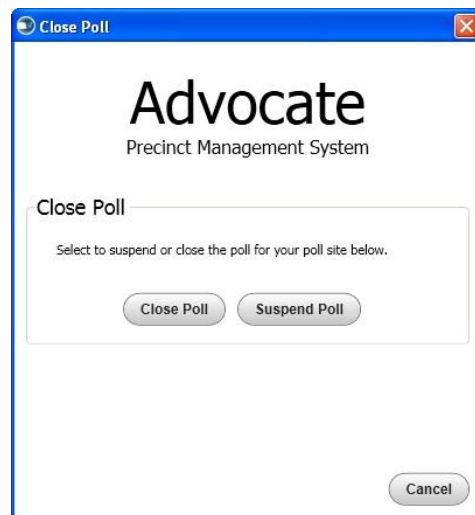 Close Poll
Advocate
Precinct Management System
Close Poll
Select to suspend or close the poll for your poll site below.
Close Poll Suspend Poll
Cancel